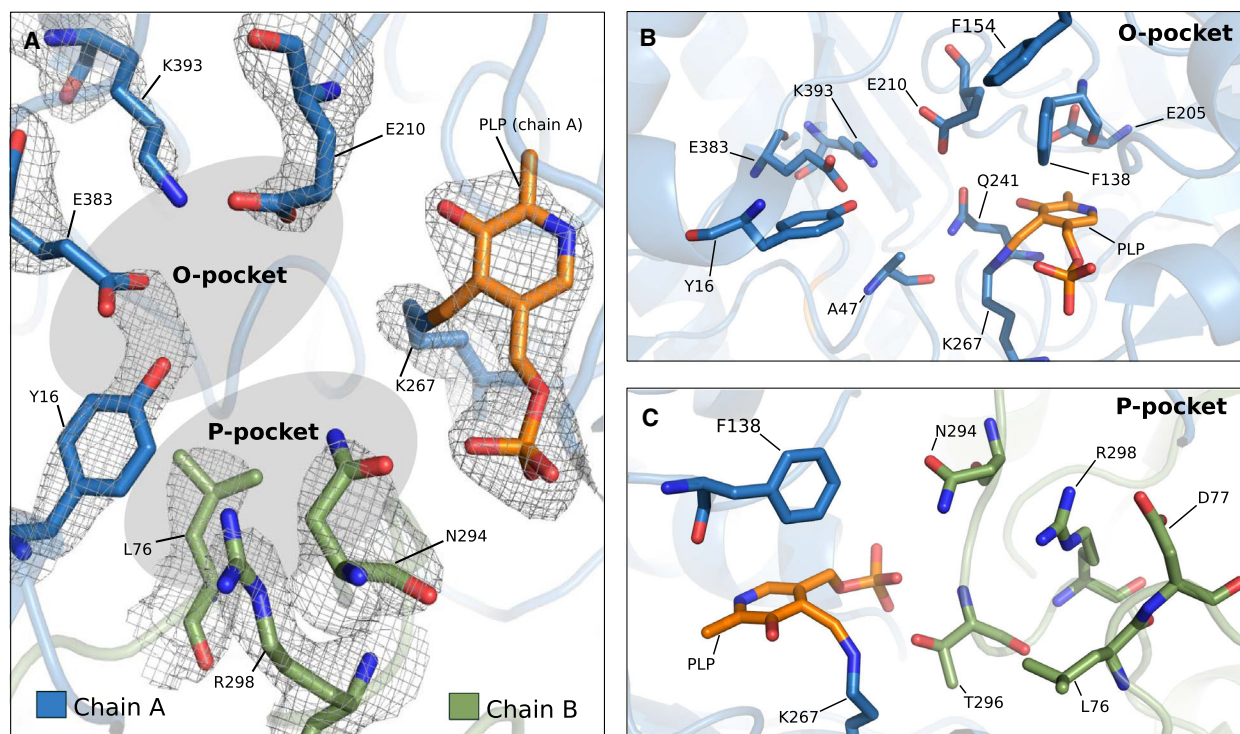 A
K393
E210
PLP (chain A)
E383
O-pocket
K267
Y16
P-pocket
L76
N294
R298
Chain A
Chain B
B
O-pocket
F154
E210
K393
E205
E383
F138
Q241
PLP
Y16
A47
K267
C
P-pocket
F138
N294
R298
D77
PLP
T296
L76
K267